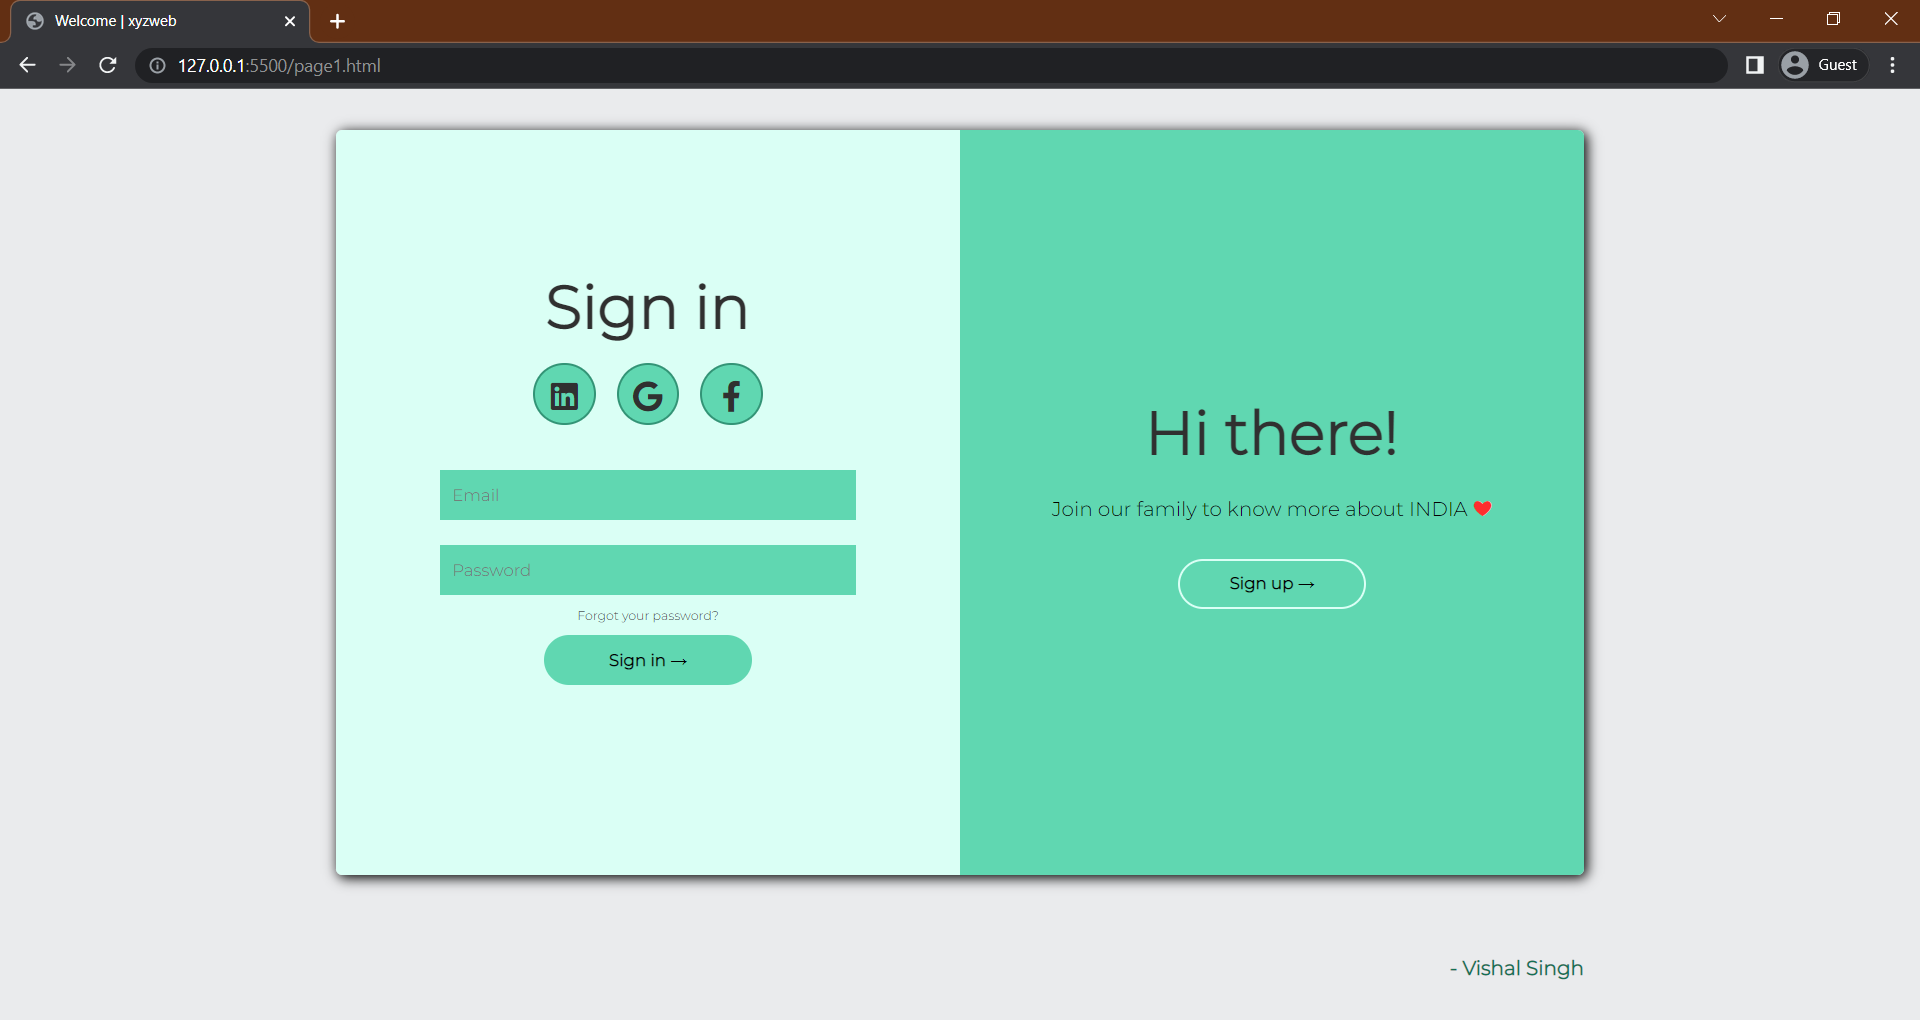 Welcome | xyzweb
127.0.0.1:5500/page1.html
Guest
Sign in
Email
Password
Forgot your password?
Sign in →
Hi there!
Join our family to know more about INDIA ❤️
Sign up →
- Vishal Singh